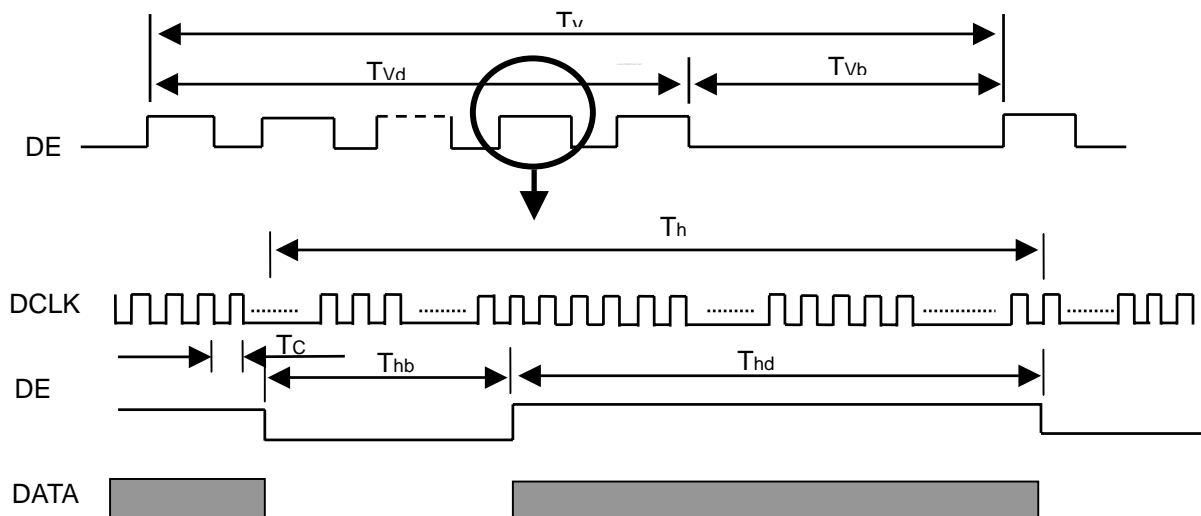 Tv
TVd
TVb
DE
Th
DCLK
TC
Thb
Thd
DE
DATA